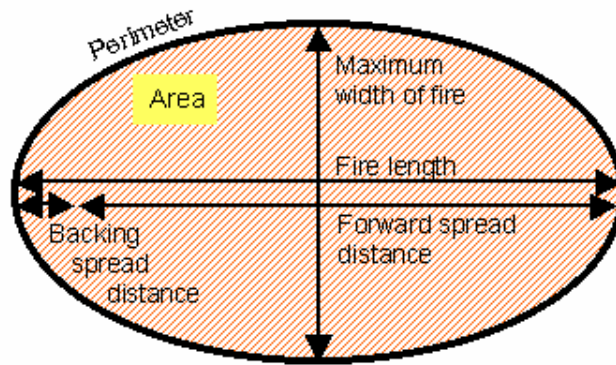 Perimeter
Area
Maximum
width of fire
Fire length
Forward spread
distance
Backing
spread
distance